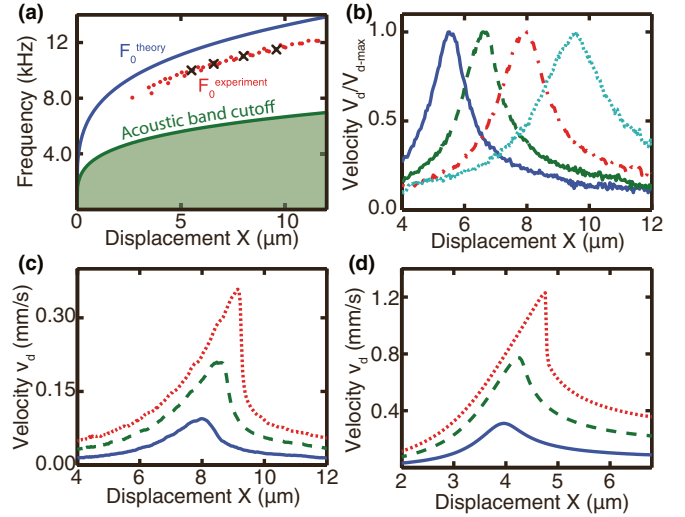 (a)
Frequency (kHz)
12
8.0
4.0
F0theory
F0experiment
Acoustic band cutoff
0 5 10
Displacement X (μm)
(b)
Velocity Vd/Vd-max
1.0
0.5
0.0
4 6 8 10 12
Displacement X (μm)
(c)
Velocity vd (mm/s)
0.30
0.15
0.00
4 6 8 10 12
Displacement X (μm)
(d)
Velocity vd (mm/s)
1.2
0.8
0.4
2 3 4 5 6
Displacement X (μm)